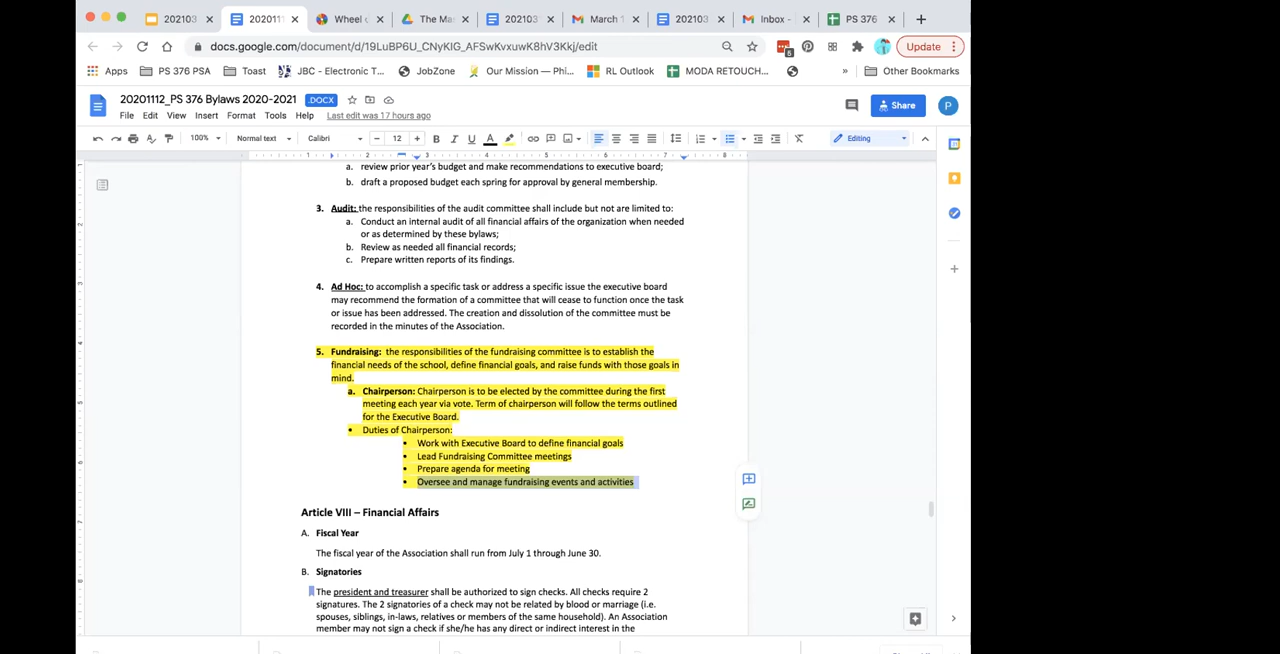 202103
2020111
Wheel o
The Mar
202103
March 1
202103
Inbox -
PS 376
docs.google.com/document/d/19LuBP6U_CNyKIG_AFSwKvxuwK8hV3Kkj/edit
5
Update
Apps
PS 376 PSA
Toast
JBC - Electronic T...
JobZone
Our Mission — Phi...
RL Outlook
MODA RETOUCH...
»
Other Bookmarks
20201112_PS 376 Bylaws 2020-2021
.DOCX
Share
P
File Edit View Insert Format Tools Help Last edit was 17 hours ago
100% Normal text Calibri 12 B I U A Editing
1 2 3 4 5 6 7 8
a. review prior year's budget and make recommendations to executive board;
b. draft a proposed budget each spring for approval by general membership.
3. Audit: the responsibilities of the audit committee shall include but are not limited to:
a. Conduct an internal audit of all financial affairs of the organization when needed
or as determined by these bylaws;
b. Review as needed all financial records;
c. Prepare written reports of its findings.
4. Ad Hoc: to accomplish a specific task or address a specific issue the executive board
may recommend the formation of a committee that will cease to function once the task
or issue has been addressed. The creation and dissolution of the committee must be
recorded in the minutes of the Association.
5. Fundraising: the responsibilities of the fundraising committee is to establish the
financial needs of the school, define financial goals, and raise funds with those goals in
mind.
a. Chairperson: Chairperson is to be elected by the committee during the first
meeting each year via vote. Term of chairperson will follow the terms outlined
for the Executive Board.
• Duties of Chairperson:
• Work with Executive Board to define financial goals
• Lead Fundraising Committee meetings
• Prepare agenda for meeting
• Oversee and manage fundraising events and activities
Article VIII – Financial Affairs
A. Fiscal Year
The fiscal year of the Association shall run from July 1 through June 30.
B. Signatories
The president and treasurer shall be authorized to sign checks. All checks require 2
signatures. The 2 signatories of a check may not be related by blood or marriage (i.e.
spouses, siblings, in-laws, relatives or members of the same household). An Association
member may not sign a check if she/he has any direct or indirect interest in the